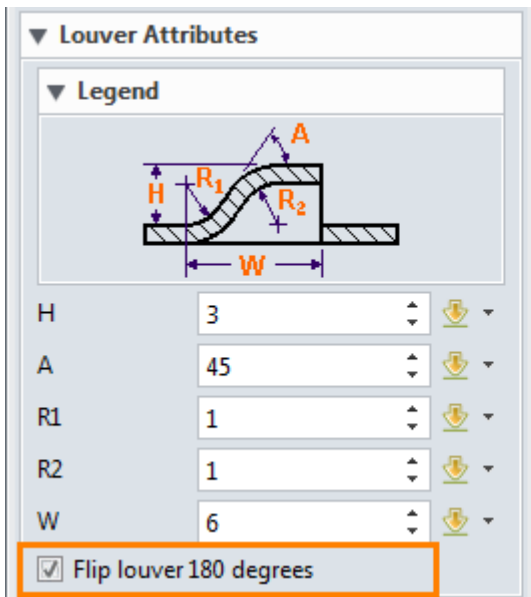 Louver Attributes
Legend
A
H
R1
R2
W
H 3
A 45
R1 1
R2 1
W 6
Flip louver 180 degrees